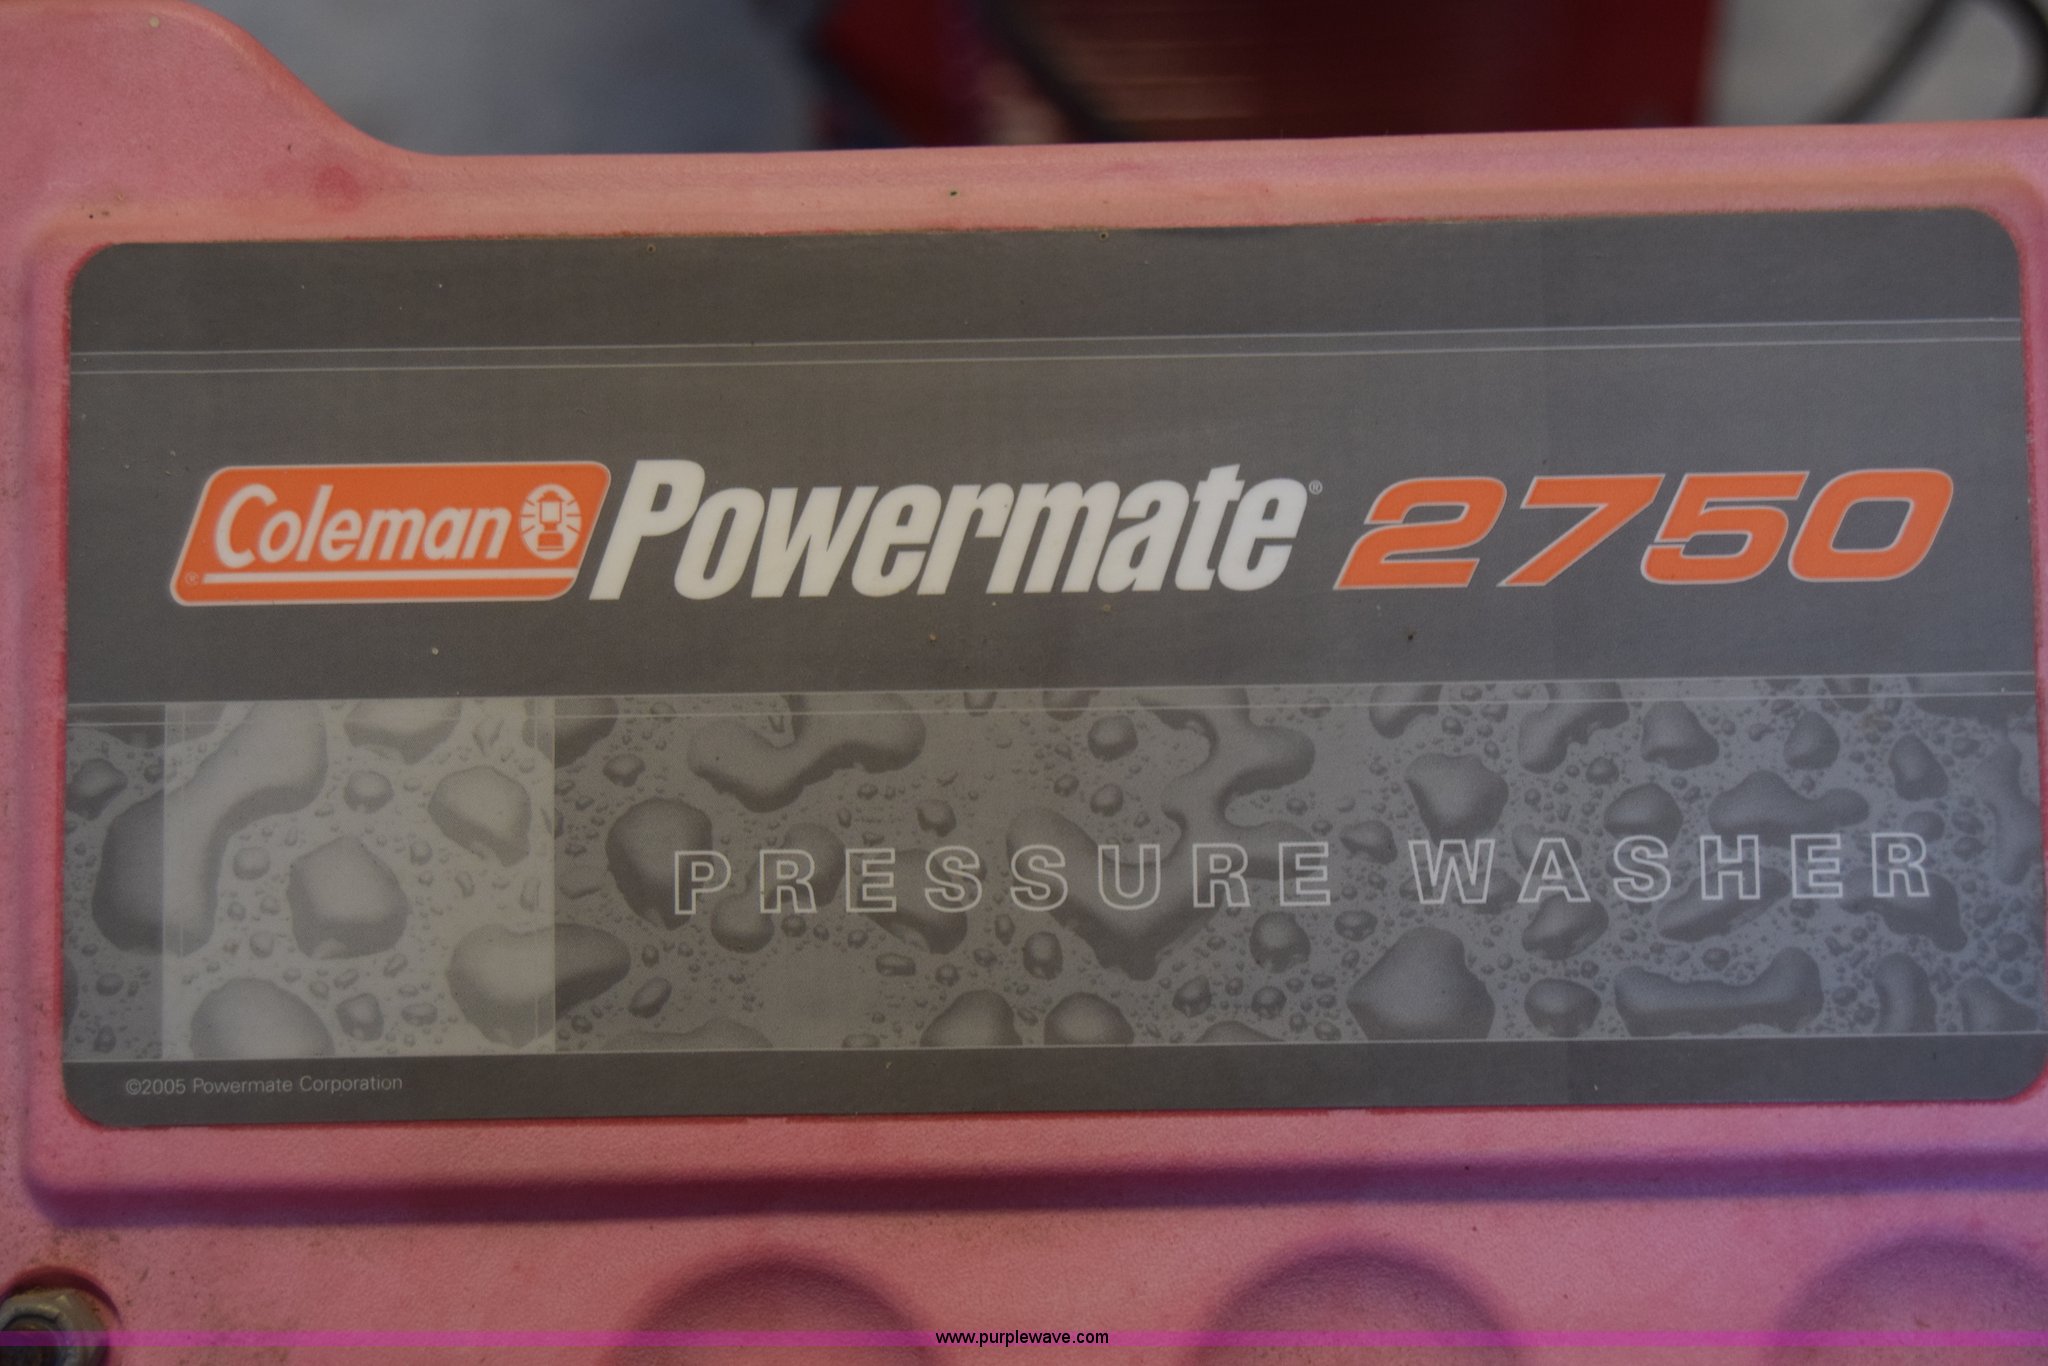 Coleman® Powermate® 2750
PRESSURE WASHER
©2005 Powermate Corporation
www.purplewave.com